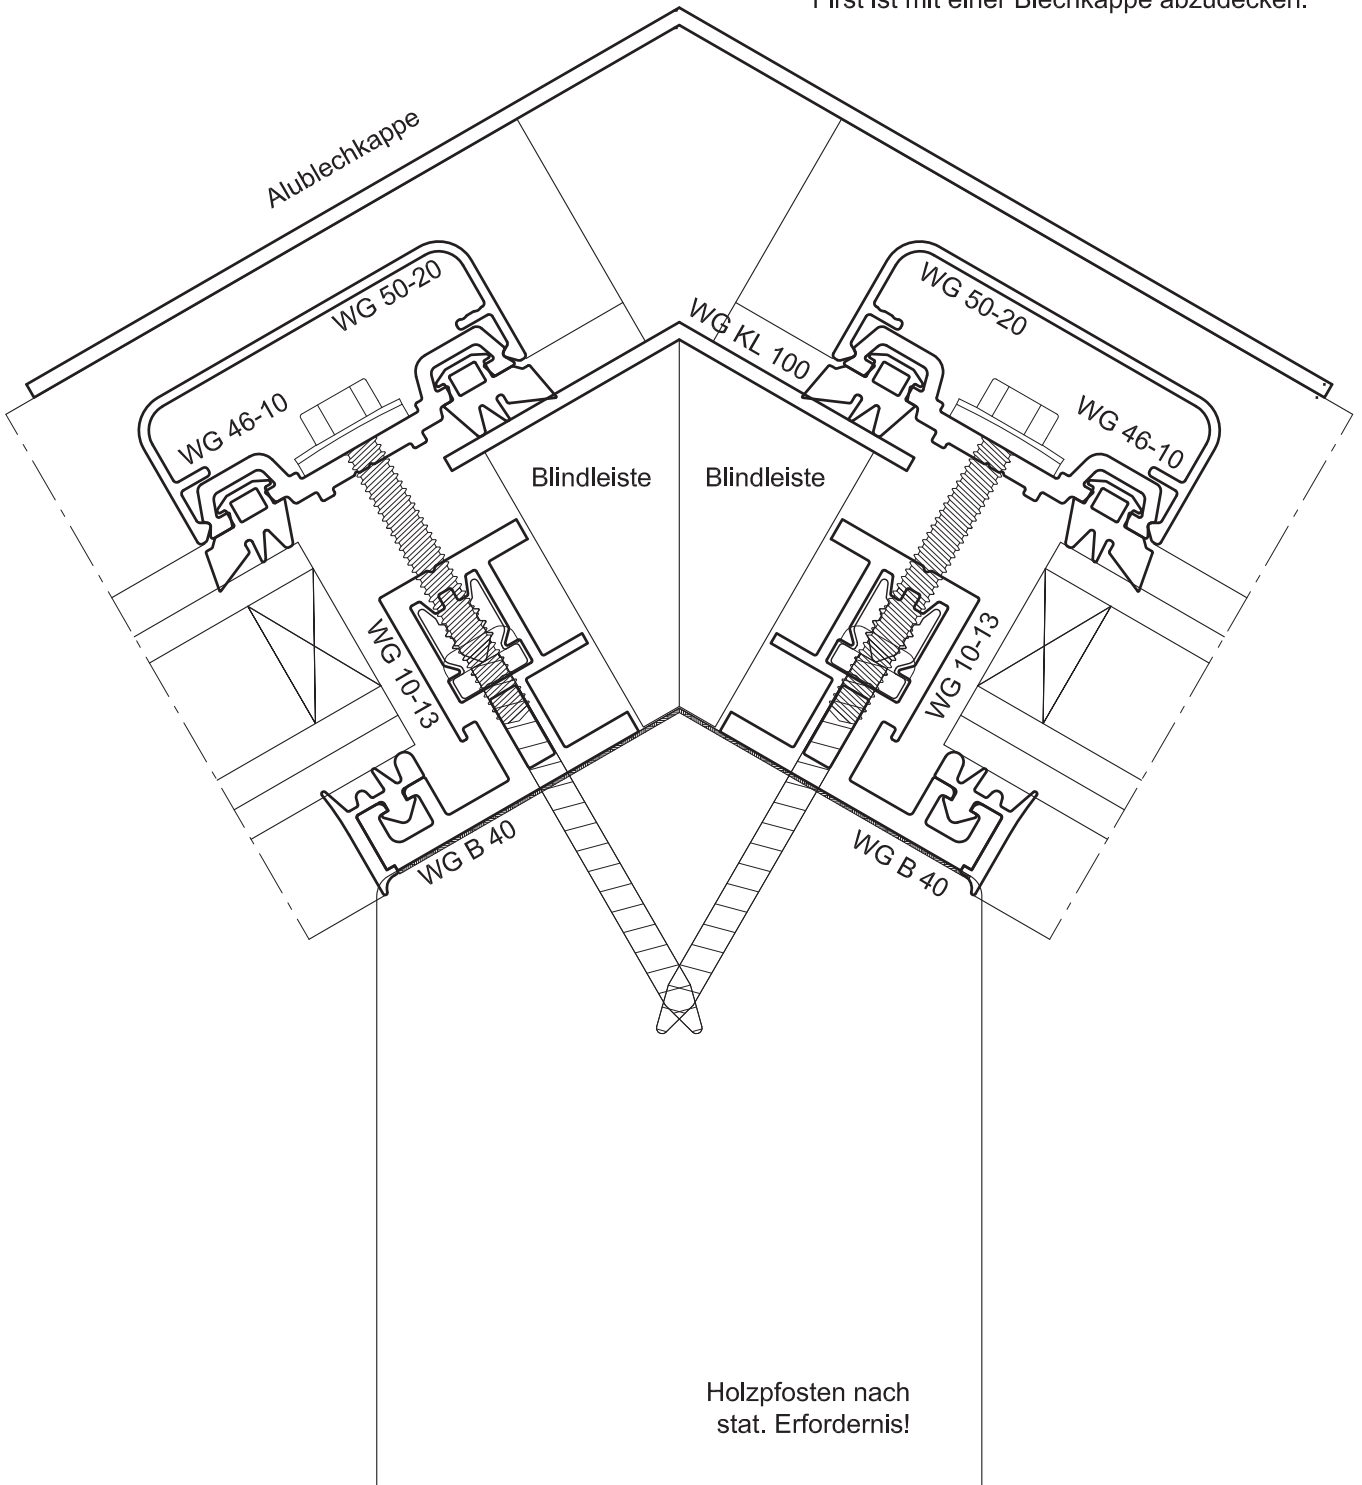 First ist mit einer Blechkappe abzudecken.
Alublechkappe
WG 50-20
WG 50-20
WG KL 100
WG 46-10
WG 46-10
Blindleiste
Blindleiste
WG 10-13
WG 10-13
WG B 40
WG B 40
Holzpfosten nach
stat. Erfordernis!